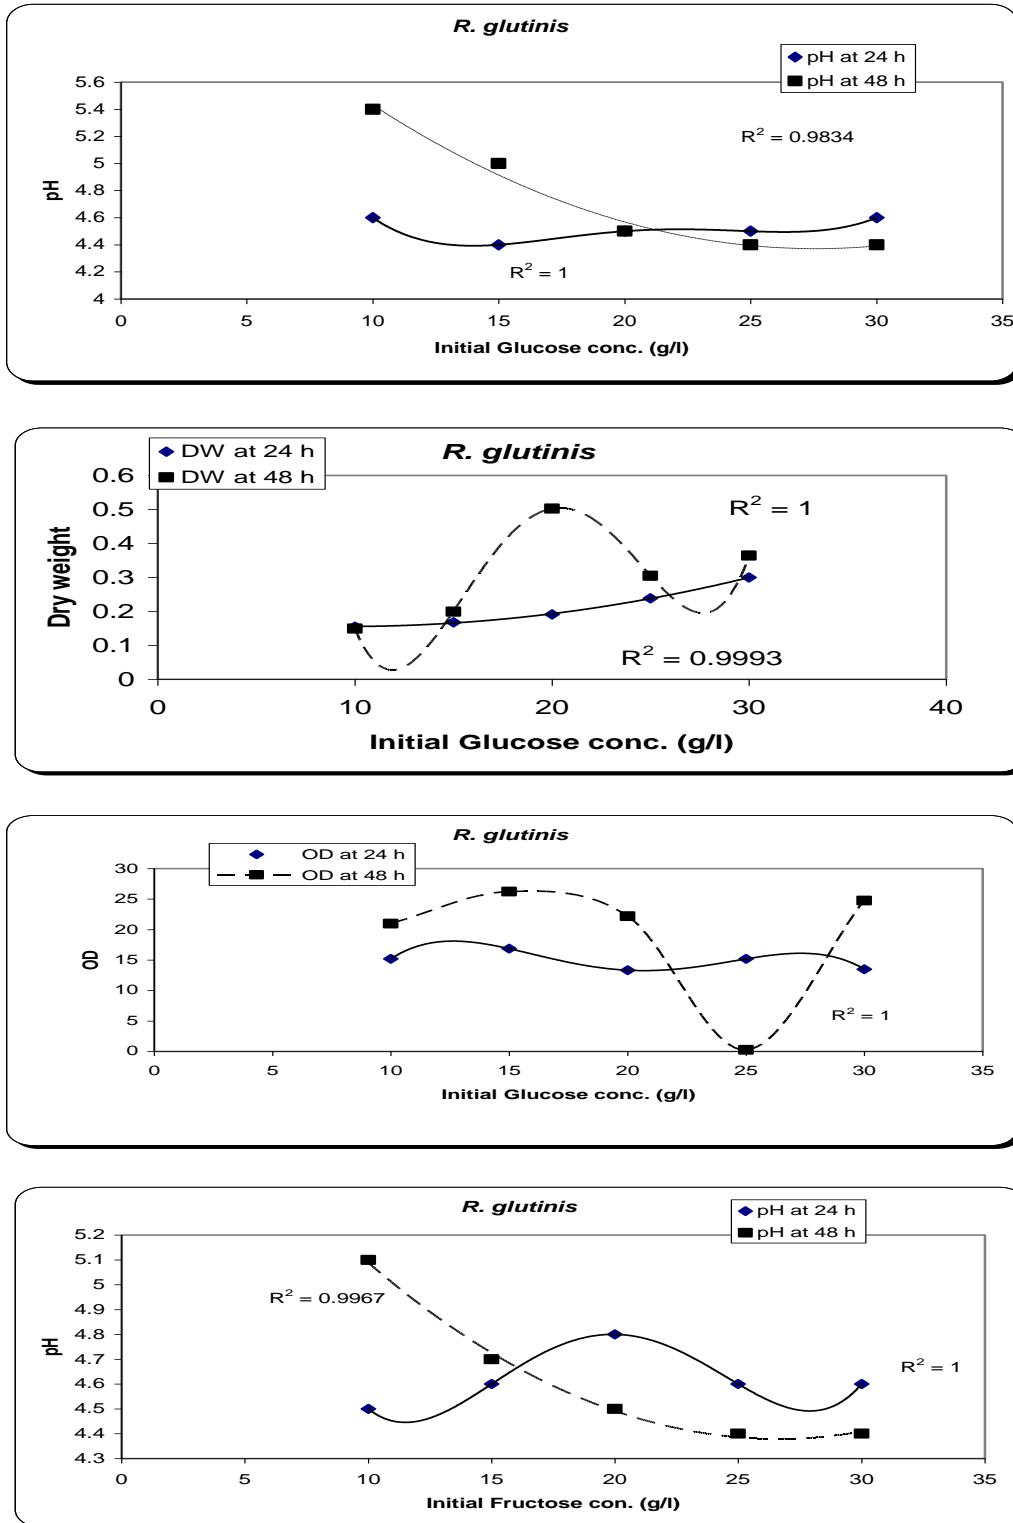 R. glutinis
pH at 24 h
pH at 48 h
5.6
5.4
5.2
5
4.8
4.6
4.4
4.2
4
pH
R² = 0.9834
R² = 1
0 5 10 15 20 25 30 35
Initial Glucose conc. (g/l)
DW at 24 h
DW at 48 h
R. glutinis
0.6
0.5
0.4
0.3
0.2
0.1
0
Dry weight
R² = 1
R² = 0.9993
0 10 20 30 40
Initial Glucose conc. (g/l)
R. glutinis
OD at 24 h
OD at 48 h
30
25
20
15
10
5
0
OD
R² = 1
0 5 10 15 20 25 30 35
Initial Glucose conc. (g/l)
R. glutinis
pH at 24 h
pH at 48 h
5.2
5.1
5
4.9
4.8
4.7
4.6
4.5
4.4
4.3
pH
R² = 0.9967
R² = 1
0 5 10 15 20 25 30 35
Initial Fructose con. (g/l)